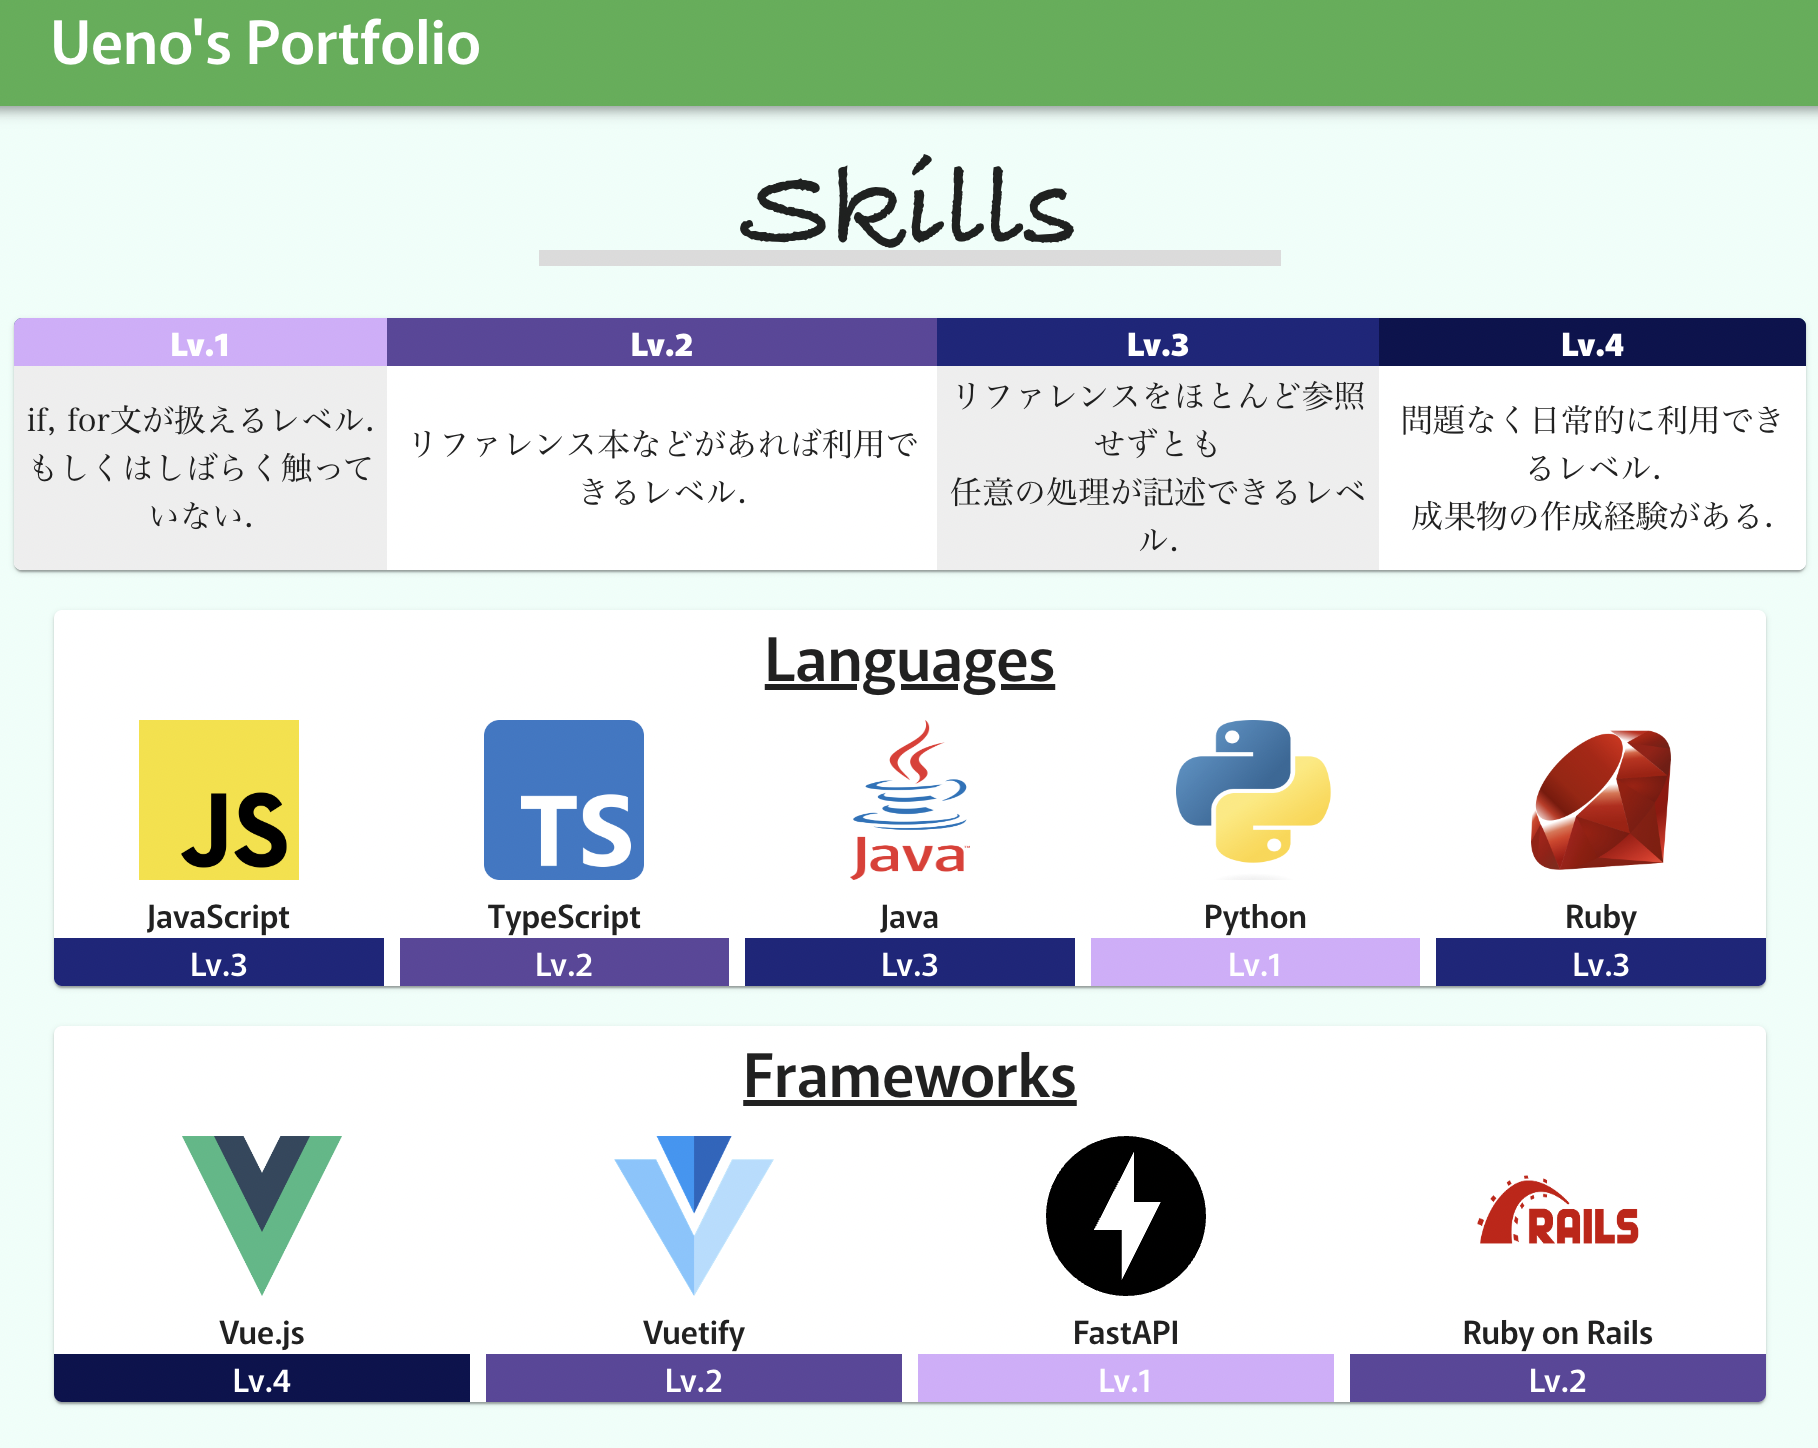 Ueno's Portfolio
Skills
Lv.1
Lv.2
Lv.3
Lv.4
if, for文が扱えるレベル.
もしくはしばらく触って
いない.
リファレンス本などがあれば利用で
きるレベル.
リファレンスをほとんど参照
せずとも
任意の処理が記述できるレベ
ル.
問題なく日常的に利用でき
るレベル.
成果物の作成経験がある.
Languages
JS
TS
Java™
JavaScript
TypeScript
Java
Python
Ruby
Lv.3
Lv.2
Lv.3
Lv.1
Lv.3
Frameworks
RAILS
Vue.js
Vuetify
FastAPI
Ruby on Rails
Lv.4
Lv.2
Lv.1
Lv.2